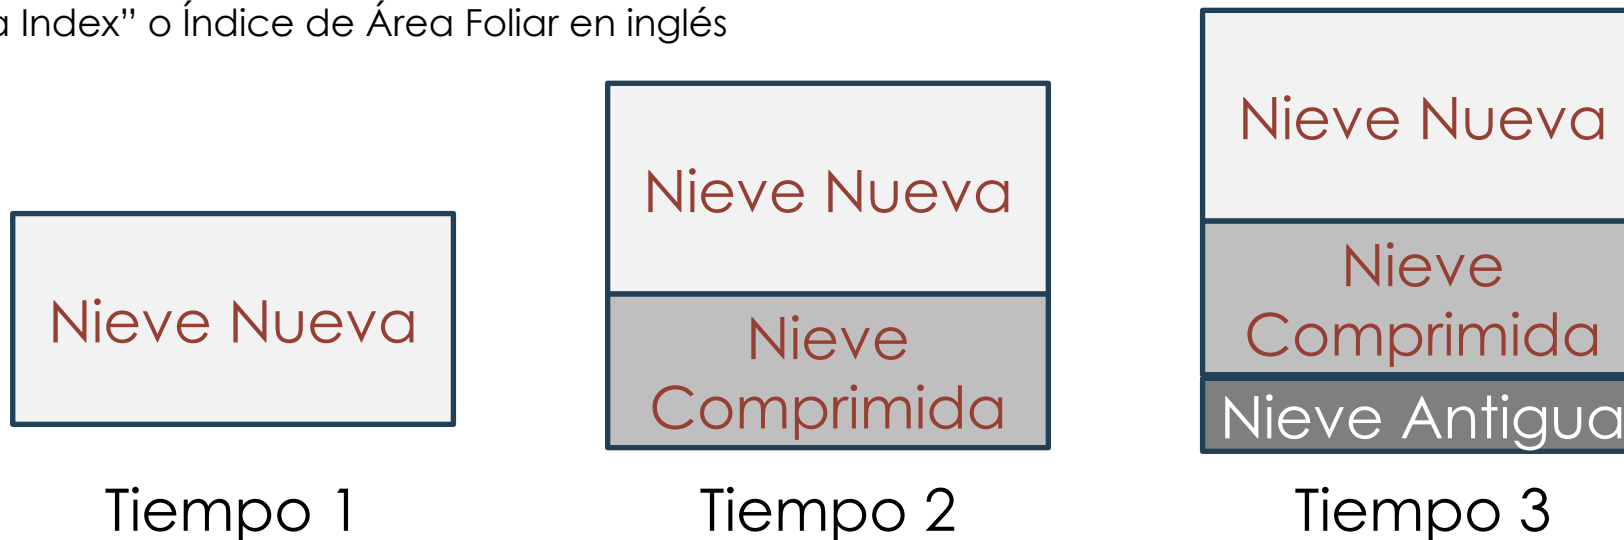 Index” o Índice de Área Foliar en inglés
Nieve Nueva
Tiempo 1
Nieve Nueva
Nieve
Comprimida
Tiempo 2
Nieve Nueva
Nieve
Comprimida
Nieve Antigua
Tiempo 3